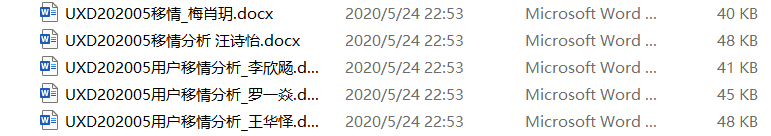 UXD202005移情_梅肖玥.docx 2020/5/24 22:53 Microsoft Word ... 40 KB
UXD202005移情分析 汪诗怡.docx 2020/5/24 22:53 Microsoft Word ... 48 KB
UXD202005用户移情分析_李欣飏.d... 2020/5/24 22:53 Microsoft Word ... 41 KB
UXD202005用户移情分析_罗一焱.d... 2020/5/24 22:53 Microsoft Word ... 45 KB
UXD202005用户移情分析_王华怿.d... 2020/5/24 22:53 Microsoft Word ... 48 KB